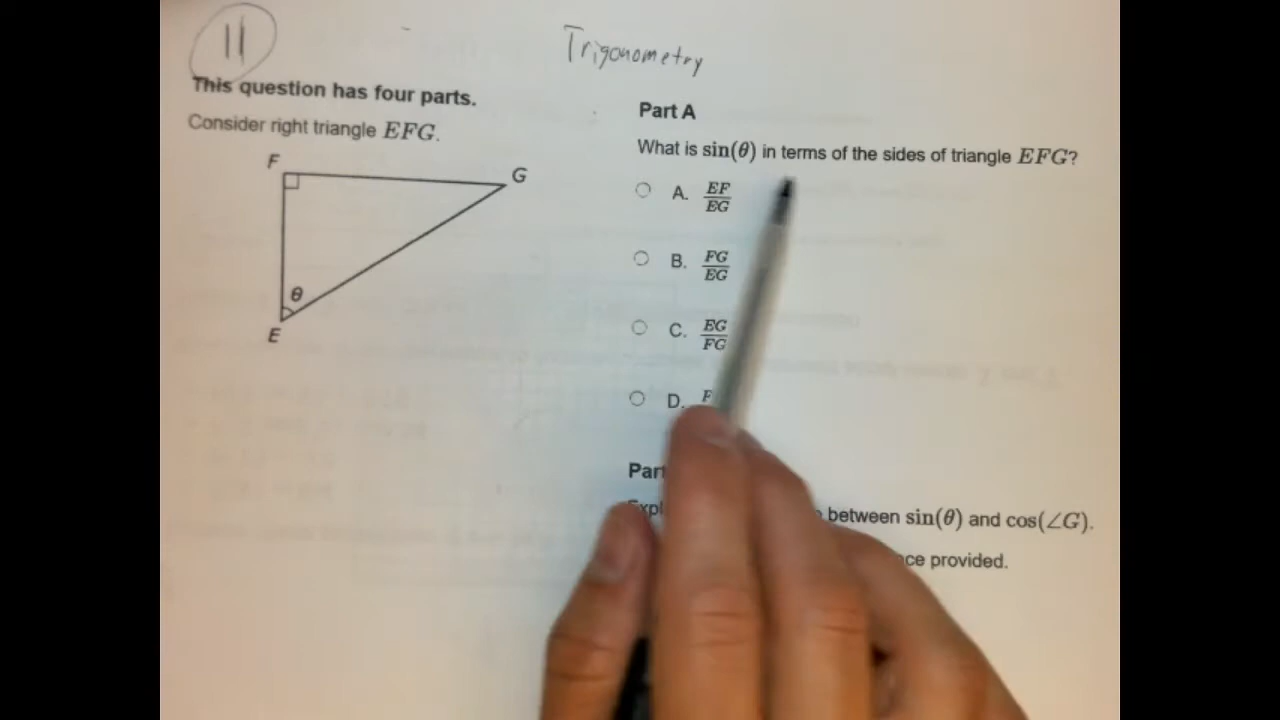 11
Trigonometry
This question has four parts.
Consider right triangle EFG.
F
G
θ
E
Part A
What is sin(θ) in terms of the sides of triangle EFG?
A. EF/EG
B. FG/EG
C. EG/FG
D.
Part
between sin(θ) and cos(∠G).
provided.